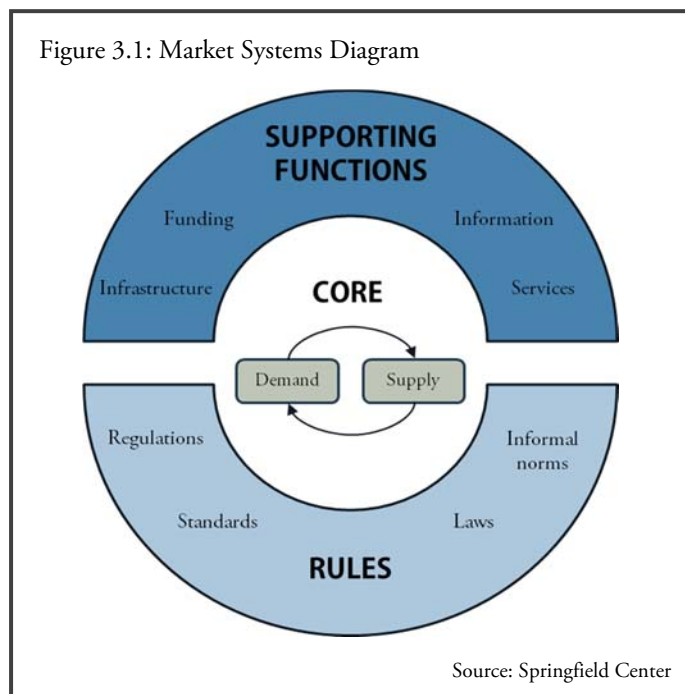 Figure 3.1: Market Systems Diagram
SUPPORTING
FUNCTIONS
Funding
Information
Infrastructure
Services
CORE
Demand
Supply
Regulations
Informal
norms
Standards
Laws
RULES
Source: Springfield Center